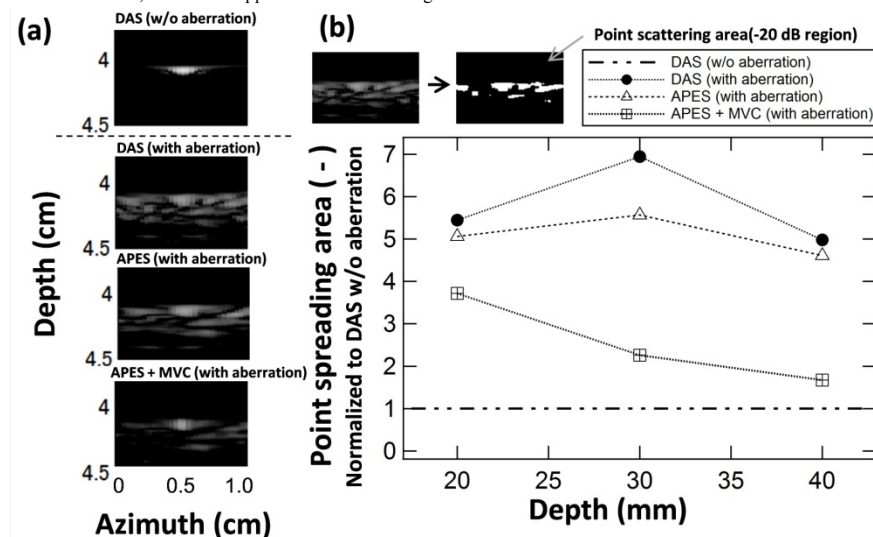 (a)
DAS (w/o aberration)
4
4.5
DAS (with aberration)
4
4.5
APES (with aberration)
4
4.5
APES + MVC (with aberration)
4
4.5
0 0.5 1.0
Azimuth (cm)
Depth (cm)
(b)
Point scattering area(-20 dB region)
DAS (w/o aberration)
DAS (with aberration)
APES (with aberration)
APES + MVC (with aberration)
Point spreading area ( - )
Normalized to DAS w/o aberration
7
6
5
4
3
2
1
0
20 25 30 35 40
Depth (mm)